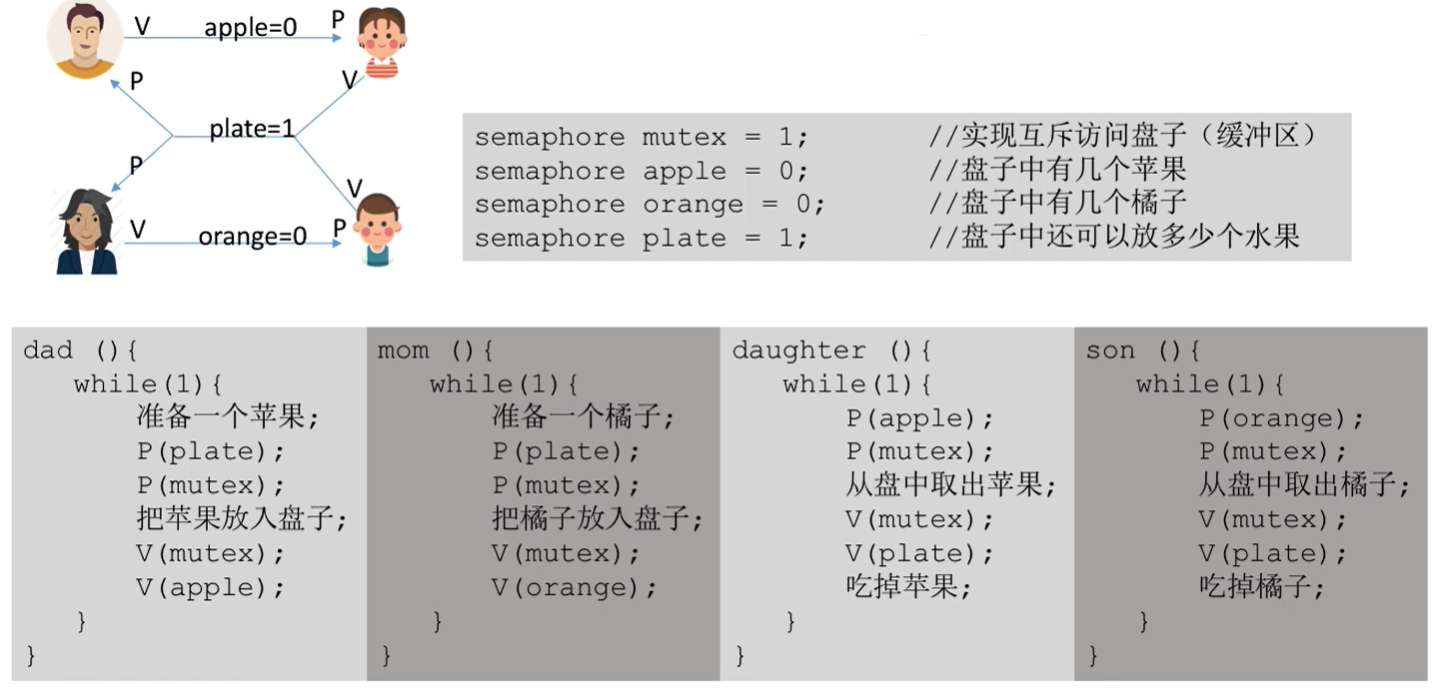 V apple=0 P
P
V
plate=1
P
V
V orange=0 P
semaphore mutex = 1; //实现互斥访问盘子（缓冲区）
semaphore apple = 0; //盘子中有几个苹果
semaphore orange = 0; //盘子中有几个橘子
semaphore plate = 1; //盘子中还可以放多少个水果
dad (){
while(1){
准备一个苹果;
P(plate);
P(mutex);
把苹果放入盘子;
V(mutex);
V(apple);
}
}
mom (){
while(1){
准备一个橘子;
P(plate);
P(mutex);
把橘子放入盘子;
V(mutex);
V(orange);
}
}
daughter (){
while(1){
P(apple);
P(mutex);
从盘中取出苹果;
V(mutex);
V(plate);
吃掉苹果;
}
}
son (){
while(1){
P(orange);
P(mutex);
从盘中取出橘子;
V(mutex);
V(plate);
吃掉橘子;
}
}